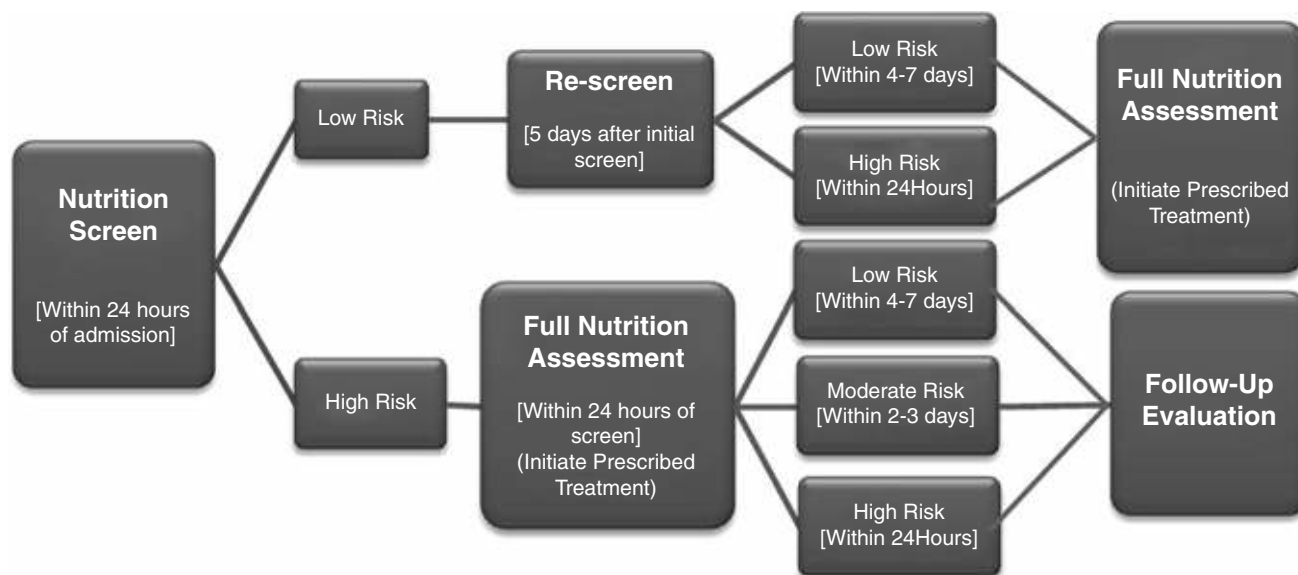 Nutrition
Screen
[Within 24 hours
of admission]
Low Risk
High Risk
Re-screen
[5 days after initial
screen]
Full Nutrition
Assessment
[Within 24 hours of
screen]
(Initiate Prescribed
Treatment)
Low Risk
[Within 4-7 days]
High Risk
[Within 24Hours]
Low Risk
[Within 4-7 days]
Moderate Risk
[Within 2-3 days]
High Risk
[Within 24Hours]
Full Nutrition
Assessment
(Initiate Prescribed
Treatment)
Follow-Up
Evaluation